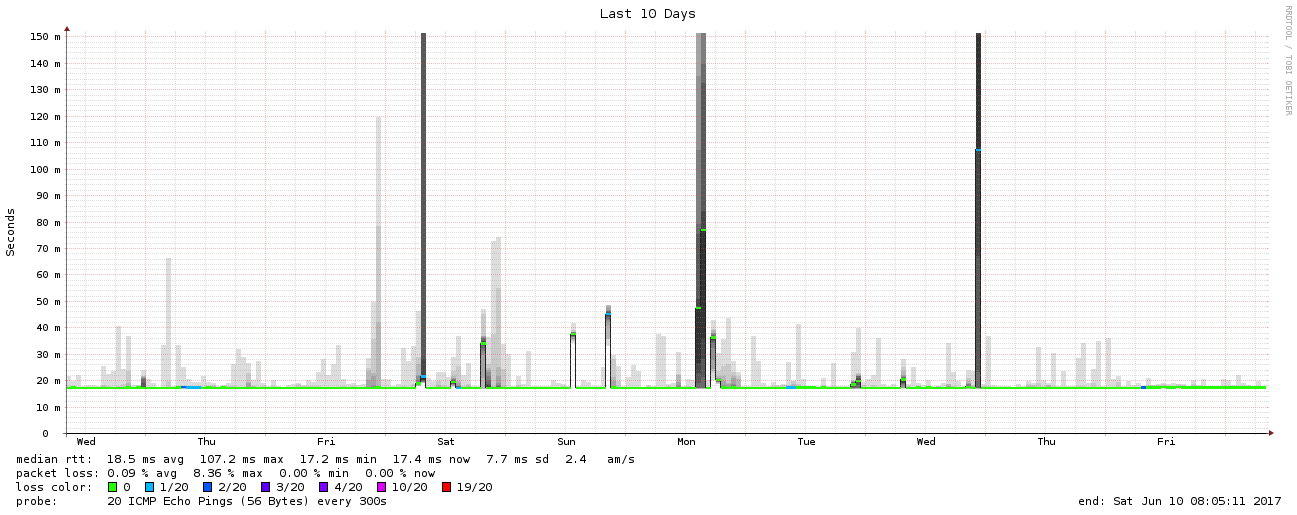 Last 10 Days
RRDTOOL / TOBI OETIKER
Seconds
150 m
140 m
130 m
120 m
110 m
100 m
90 m
80 m
70 m
60 m
50 m
40 m
30 m
20 m
10 m
0
Wed Thu Fri Sat Sun Mon Tue Wed Thu Fri
median rtt: 18.5 ms avg 107.2 ms max 17.2 ms min 17.4 ms now 7.7 ms sd 2.4 am/s
packet loss: 0.09 % avg 8.36 % max 0.00 % min 0.00 % now
loss color: 0 1/20 2/20 3/20 4/20 10/20 19/20
probe: 20 ICMP Echo Pings (56 Bytes) every 300s end: Sat Jun 10 08:05:11 2017